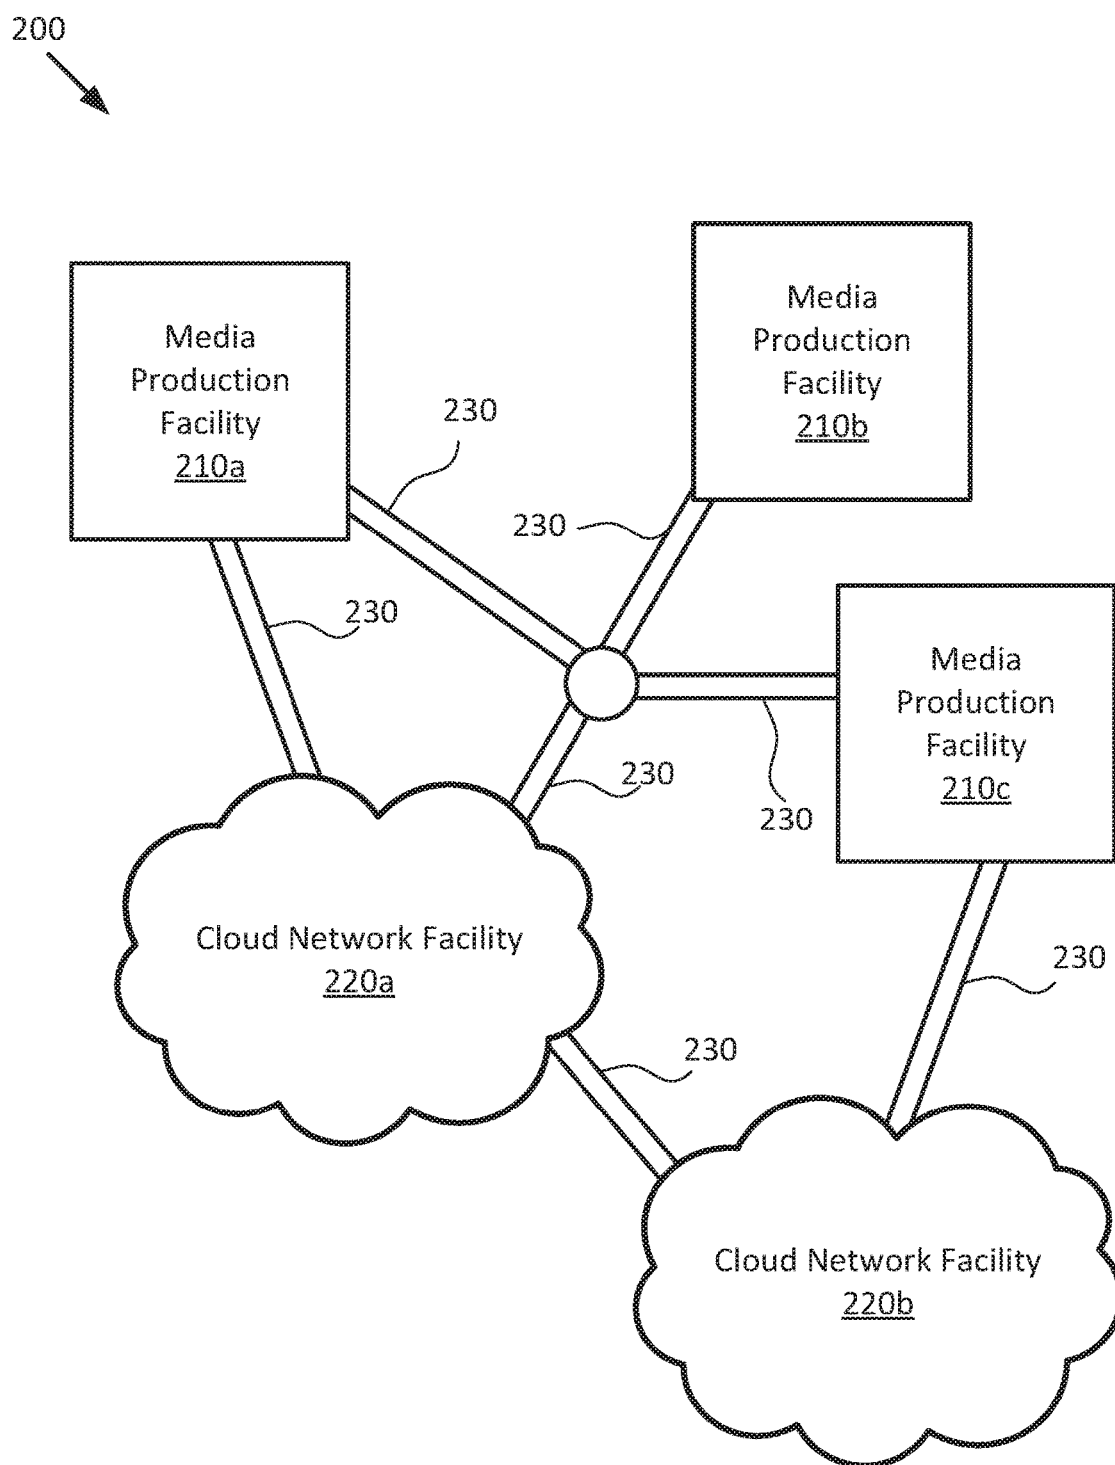 200
Media
Production
Facility
210a
Media
Production
Facility
210b
230
230
230
Media
Production
Facility
210c
230
230
Cloud Network Facility
220a
230
230
Cloud Network Facility
220b